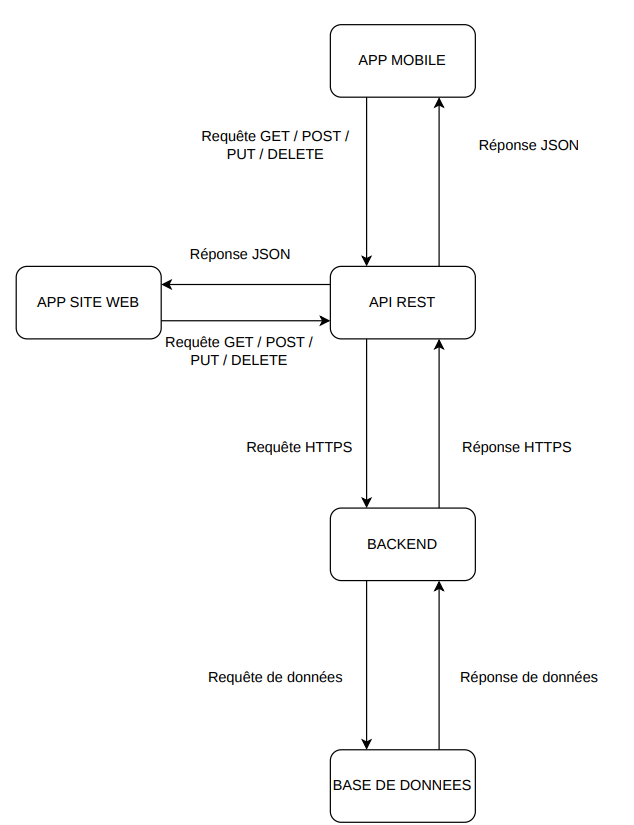 APP MOBILE
Requête GET / POST /
PUT / DELETE
Réponse JSON
Réponse JSON
APP SITE WEB
API REST
Requête GET / POST /
PUT / DELETE
Requête HTTPS
Réponse HTTPS
BACKEND
Requête de données
Réponse de données
BASE DE DONNEES